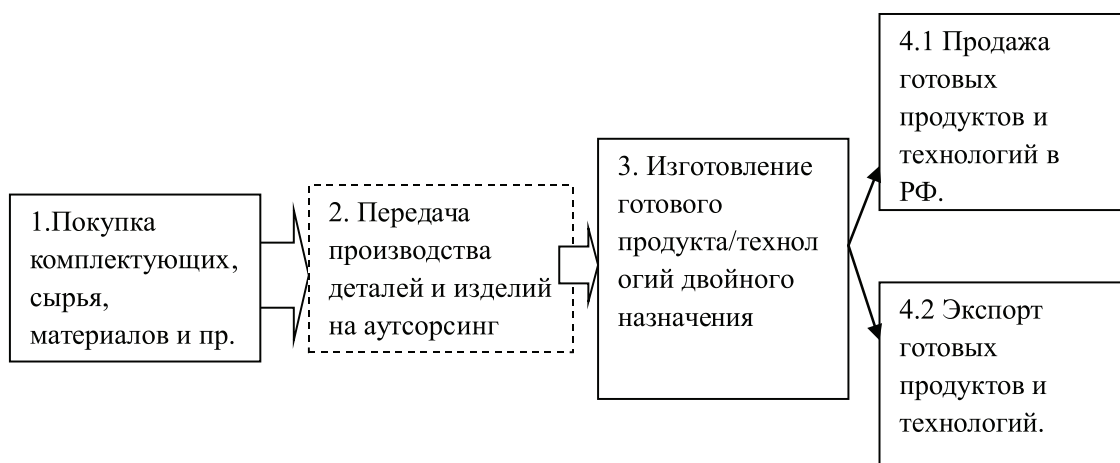 1.Покупка
комплектующих,
сырья,
материалов и пр.
2. Передача
производства
деталей и изделий
на аутсорсинг
3. Изготовление
готового
продукта/технол
огий двойного
назначения
4.1 Продажа
готовых
продуктов и
технологий в
РФ.
4.2 Экспорт
готовых
продуктов и
технологий.